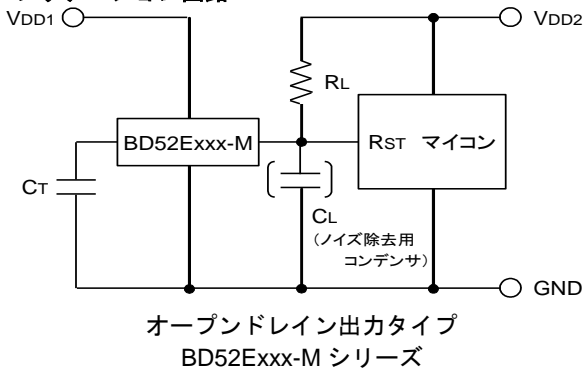 VDD1
VDD2
RL
BD52Exxx-M
RST マイコン
CT
CL
(ノイズ除去用
コンデンサ)
GND
オープンドレイン出力タイプ
BD52Exxx-M シリーズ